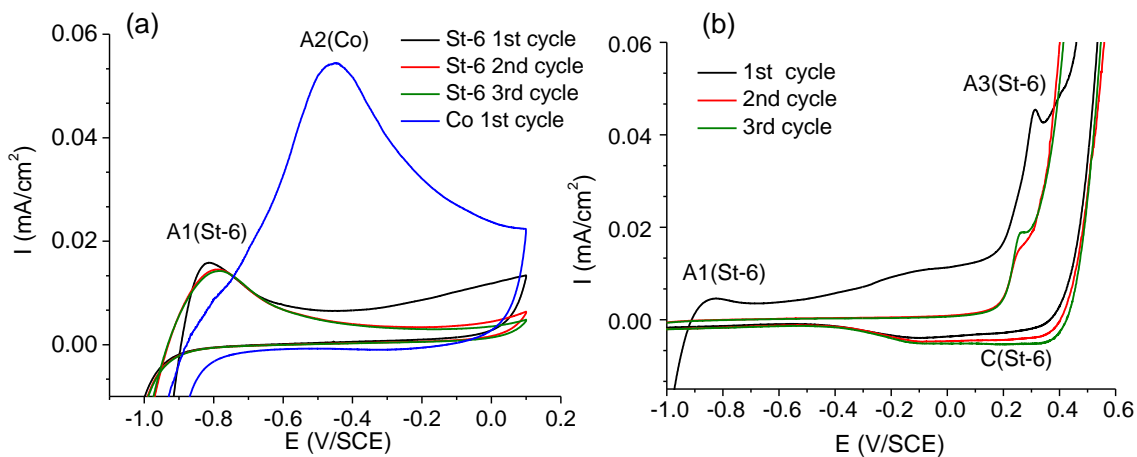 (a)
A2(Co)
St-6 1st cycle
St-6 2nd cycle
St-6 3rd cycle
Co 1st cycle
A1(St-6)
0.06
0.04
0.02
0.00
I (mA/cm²)
-1.0 -0.8 -0.6 -0.4 -0.2 0.0 0.2
E (V/SCE)
(b)
1st cycle
2nd cycle
3rd cycle
A3(St-6)
A1(St-6)
C(St-6)
0.06
0.04
0.02
0.00
I (mA/cm²)
-1.0 -0.8 -0.6 -0.4 -0.2 0.0 0.2 0.4 0.6
E (V/SCE)